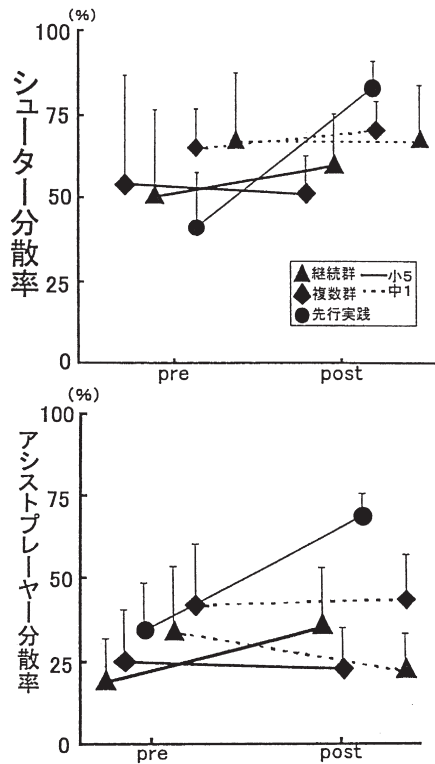 (%)
100
75
50
25
0
シューター分散率
▲継続群 ―小5
◆複数群 ---中1
●先行実践
pre post
(%)
100
75
50
25
0
アシストプレーヤー分散率
pre post